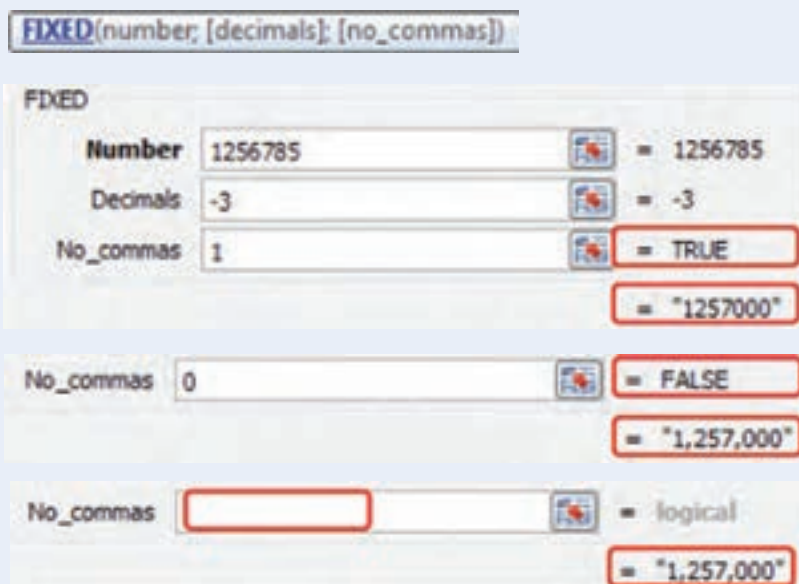 FIXED(number; [decimals]; [no_commas])
FIXED
Number 1256785 = 1256785
Decimals -3 = -3
No_commas 1 = TRUE
= "1257000"
No_commas 0 = FALSE
= "1,257,000"
No_commas = logical
= "1,257,000"